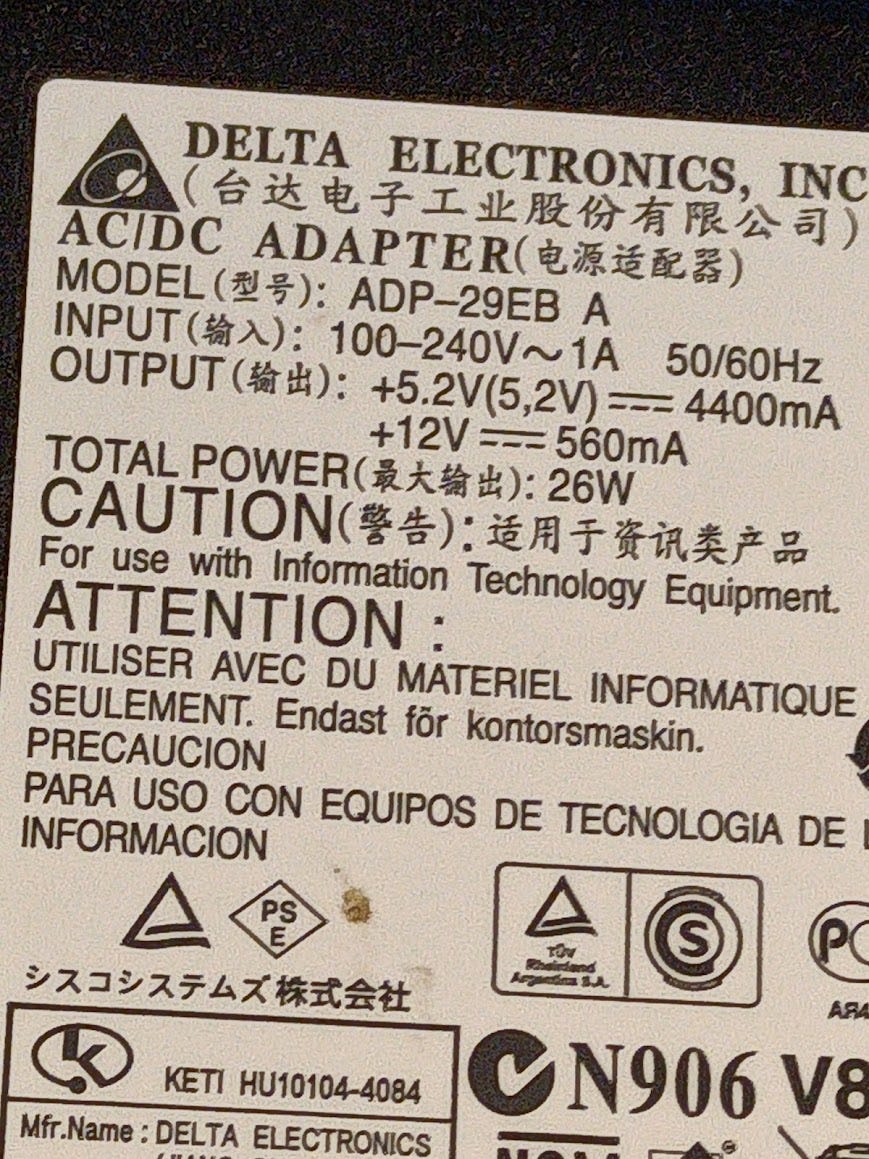 DELTA ELECTRONICS, INC
(台达电子工业股份有限公司)
AC/DC ADAPTER(电源适配器)
MODEL(型号): ADP-29EB A
INPUT(输入): 100-240V~1A 50/60Hz
OUTPUT(输出): +5.2V(5,2V) ⎓ 4400mA
+12V ⎓ 560mA
TOTAL POWER(最大输出): 26W
CAUTION(警告): 适用于资讯类产品
For use with Information Technology Equipment.
ATTENTION :
UTILISER AVEC DU MATERIEL INFORMATIQUE
SEULEMENT. Endast för kontorsmaskin.
PRECAUCION
PARA USO CON EQUIPOS DE TECNOLOGIA DE
INFORMACION
PS
E
TÜV
Rheinland
Argentina S.A.
S
シスコシステムズ株式会社
k
KETI HU10104-4084
N906 V8
Mfr.Name : DELTA ELECTRONICS